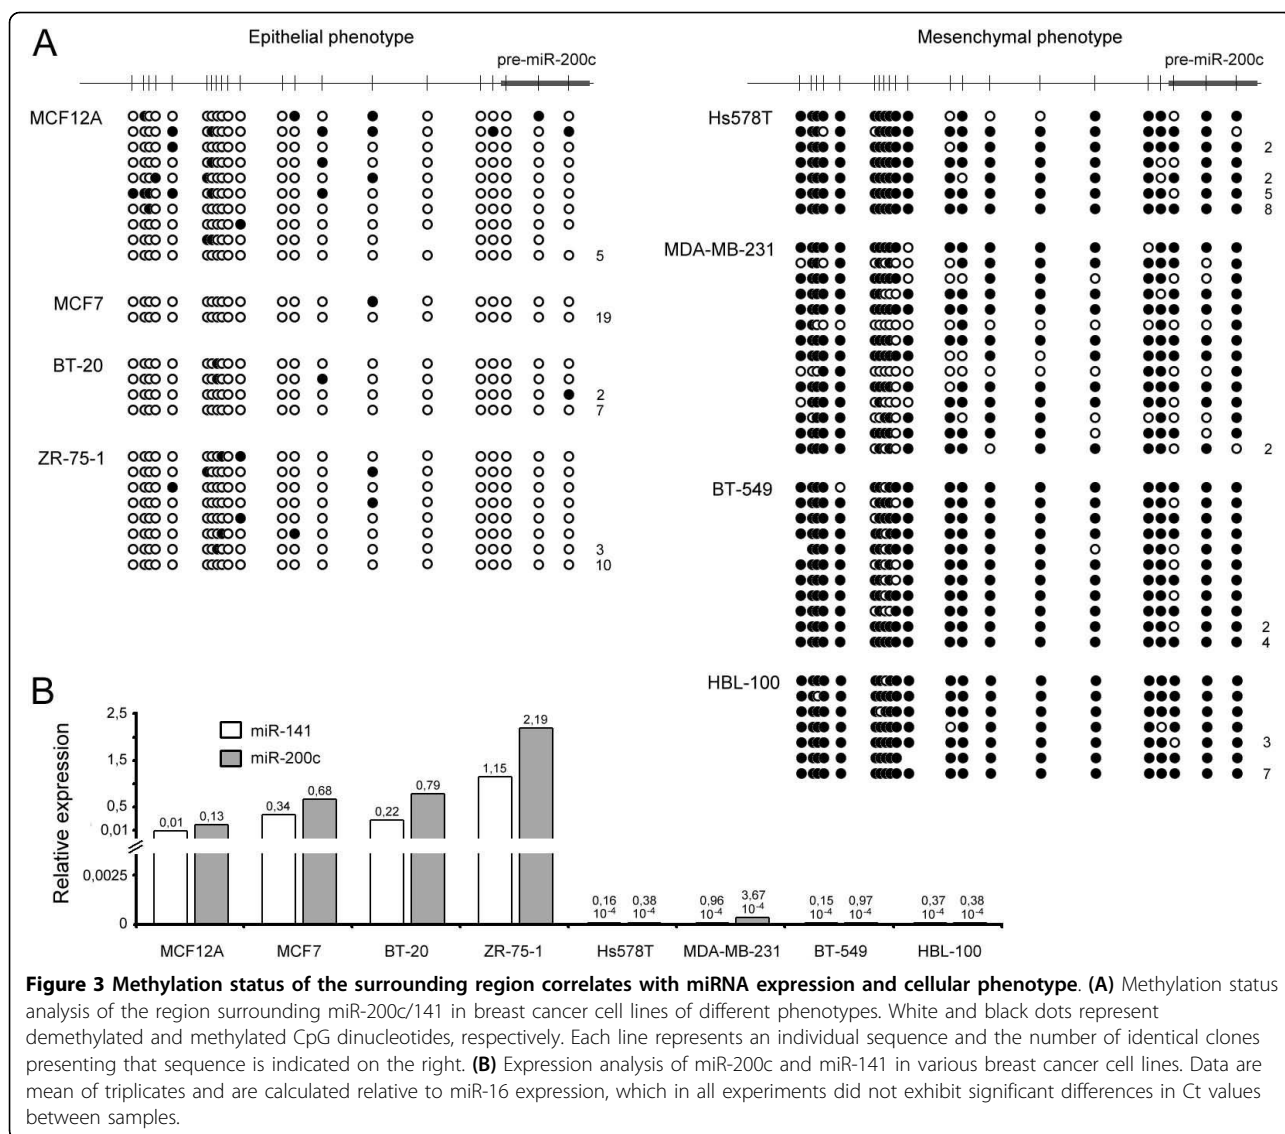 A
Epithelial phenotype
pre-miR-200c
MCF12A
5
MCF7
19
BT-20
2
7
ZR-75-1
3
10
Mesenchymal phenotype
pre-miR-200c
Hs578T
2
2
5
8
MDA-MB-231
2
BT-549
2
4
HBL-100
3
7
B
Relative expression
2,5
1,5
0,5
0,01
0,0025
0
miR-141
miR-200c
0,01
0,13
0,34
0,68
0,22
0,79
1,15
2,19
0,16
10-4
0,38
10-4
0,96
10-4
3,67
10-4
0,15
10-4
0,97
10-4
0,37
10-4
0,38
10-4
MCF12A
MCF7
BT-20
ZR-75-1
Hs578T
MDA-MB-231
BT-549
HBL-100
Figure 3 Methylation status of the surrounding region correlates with miRNA expression and cellular phenotype. (A) Methylation status
analysis of the region surrounding miR-200c/141 in breast cancer cell lines of different phenotypes. White and black dots represent
demethylated and methylated CpG dinucleotides, respectively. Each line represents an individual sequence and the number of identical clones
presenting that sequence is indicated on the right. (B) Expression analysis of miR-200c and miR-141 in various breast cancer cell lines. Data are
mean of triplicates and are calculated relative to miR-16 expression, which in all experiments did not exhibit significant differences in Ct values
between samples.